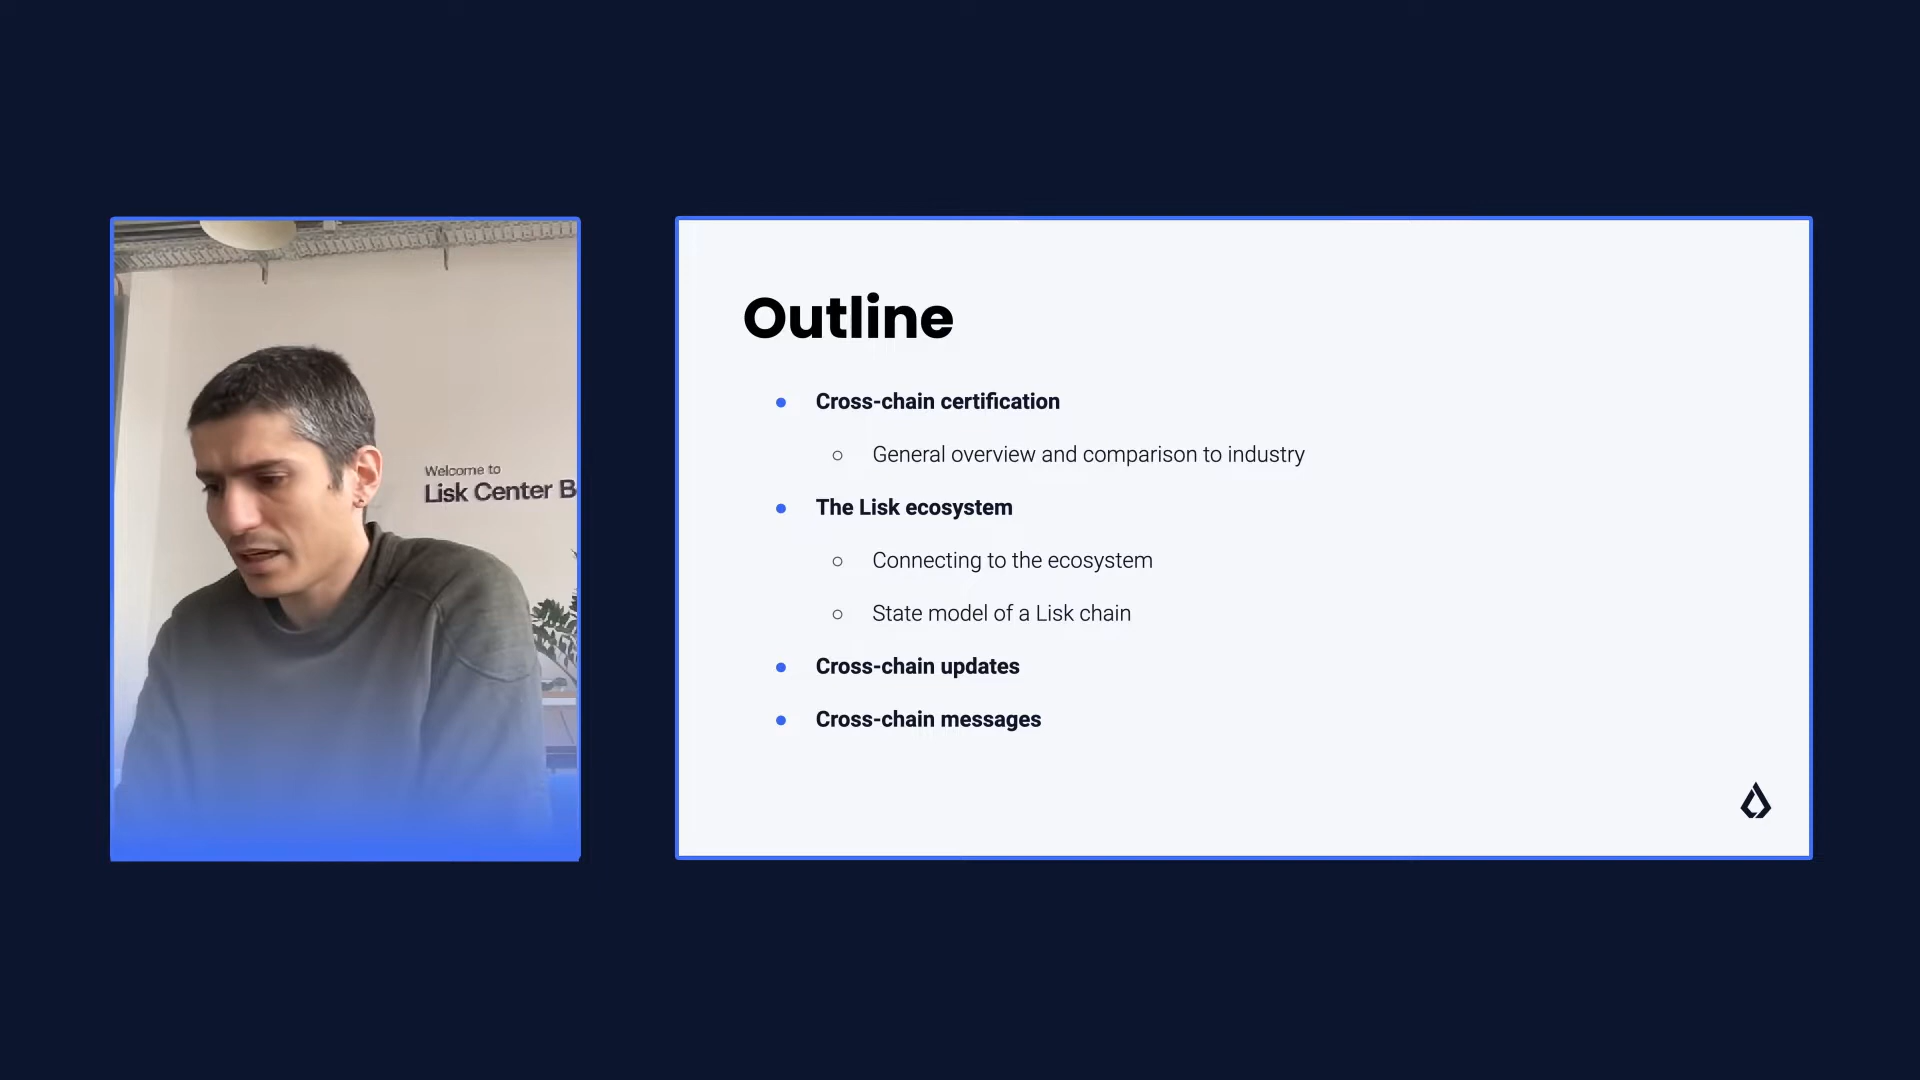 Welcome to
Lisk Center B
Outline
Cross-chain certification
General overview and comparison to industry
The Lisk ecosystem
Connecting to the ecosystem
State model of a Lisk chain
Cross-chain updates
Cross-chain messages